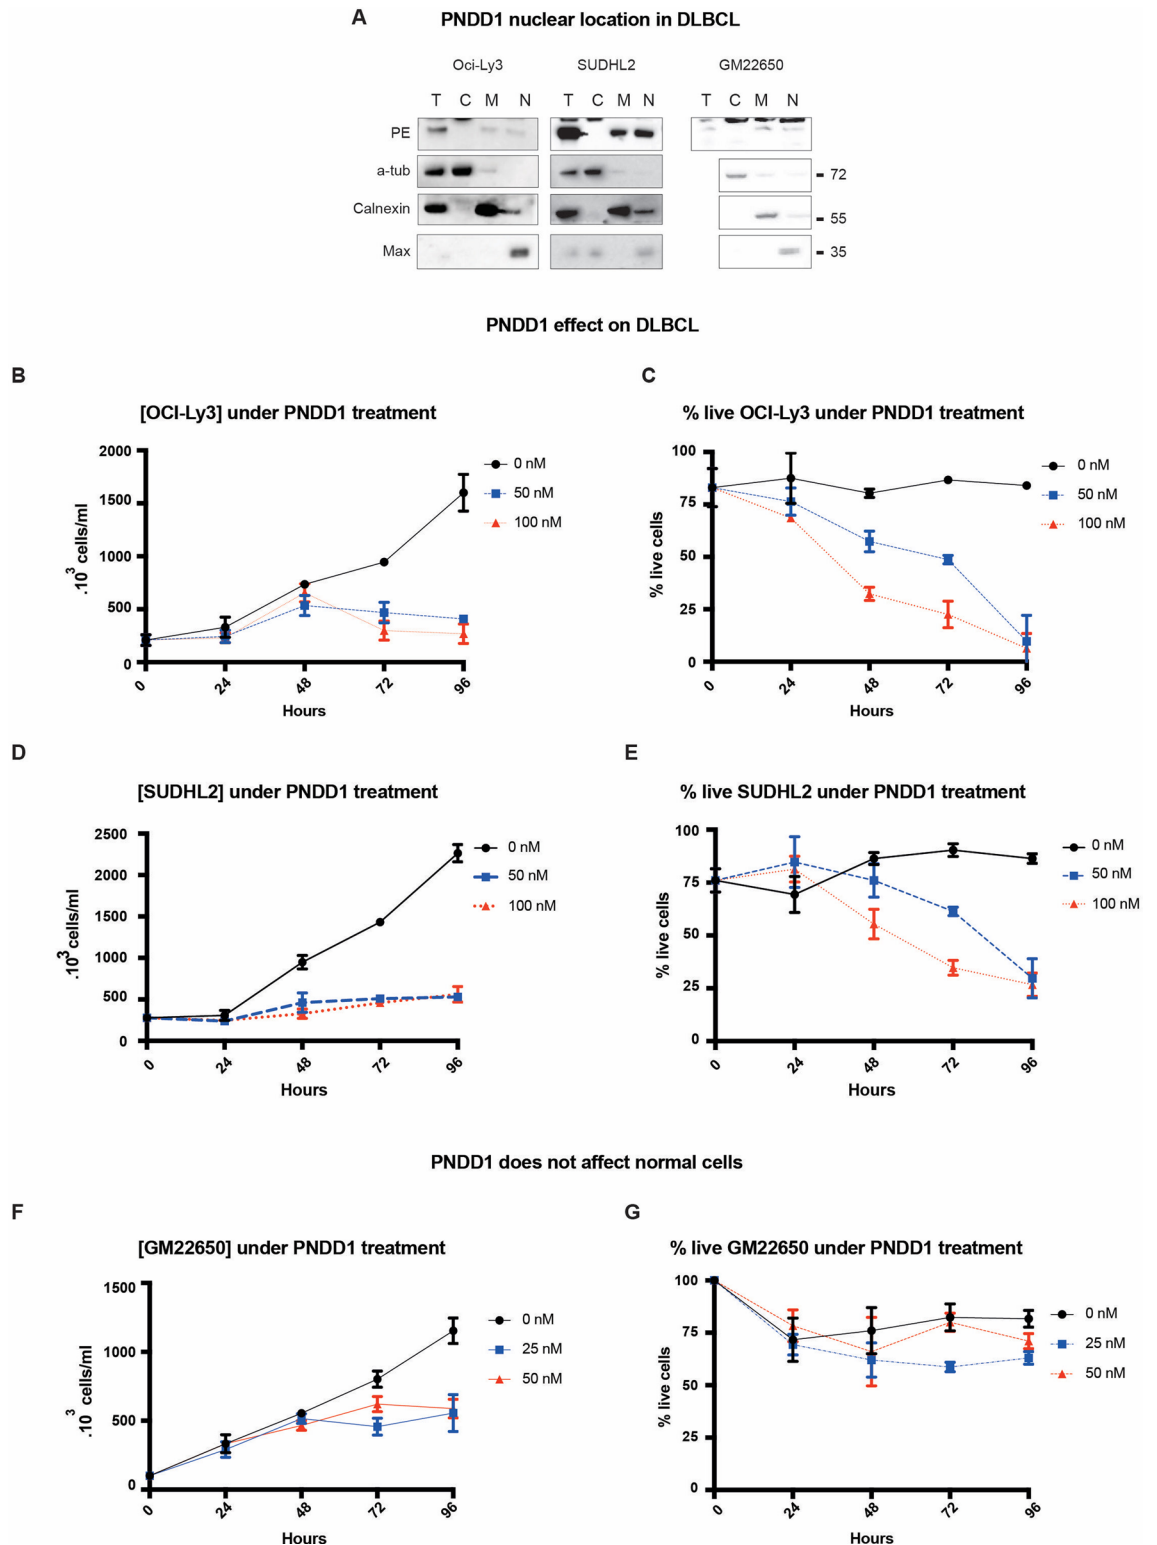 A
PNDD1 nuclear location in DLBCL
Oci-Ly3 SUDHL2 GM22650
T C M N T C M N T C M N
PE
a-tub 72
Calnexin 55
Max 35
PNDD1 effect on DLBCL
B
[OCI-Ly3] under PNDD1 treatment
.10³ cells/ml
2000
1500
1000
500
0
0 24 48 72 96
Hours
0 nM
50 nM
100 nM
C
% live OCI-Ly3 under PNDD1 treatment
% live cells
100
75
50
25
0
0 24 48 72 96
Hours
0 nM
50 nM
100 nM
D
[SUDHL2] under PNDD1 treatment
.10³ cells/ml
2500
2000
1500
1000
500
0
0 24 48 72 96
Hours
0 nM
50 nM
100 nM
E
% live SUDHL2 under PNDD1 treatment
% live cells
100
75
50
25
0
0 24 48 72 96
Hours
0 nM
50 nM
100 nM
PNDD1 does not affect normal cells
F
[GM22650] under PNDD1 treatment
.10³ cells/ml
1500
1000
500
0
0 24 48 72 96
Hours
0 nM
25 nM
50 nM
G
% live GM22650 under PNDD1 treatment
% live cells
100
75
50
25
0
0 24 48 72 96
Hours
0 nM
25 nM
50 nM